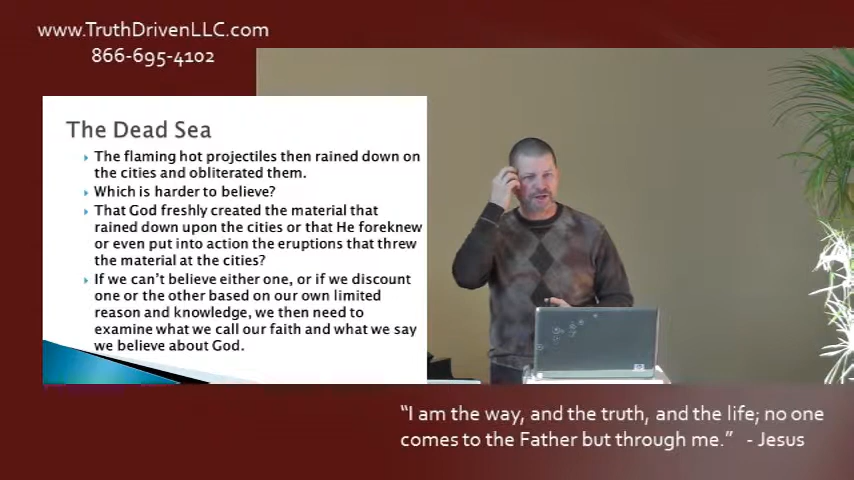 www.TruthDrivenLLC.com
866-695-4102
The Dead Sea
The flaming hot projectiles then rained down on
the cities and obliterated them.
Which is harder to believe?
That God freshly created the material that
rained down upon the cities or that He foreknew
or even put into action the eruptions that threw
the material at the cities?
If we can't believe either one, or if we discount
one or the other based on our own limited
reason and knowledge, we then need to
examine what we call our faith and what we say
we believe about God.
"I am the way, and the truth, and the life; no one
comes to the Father but through me." - Jesus